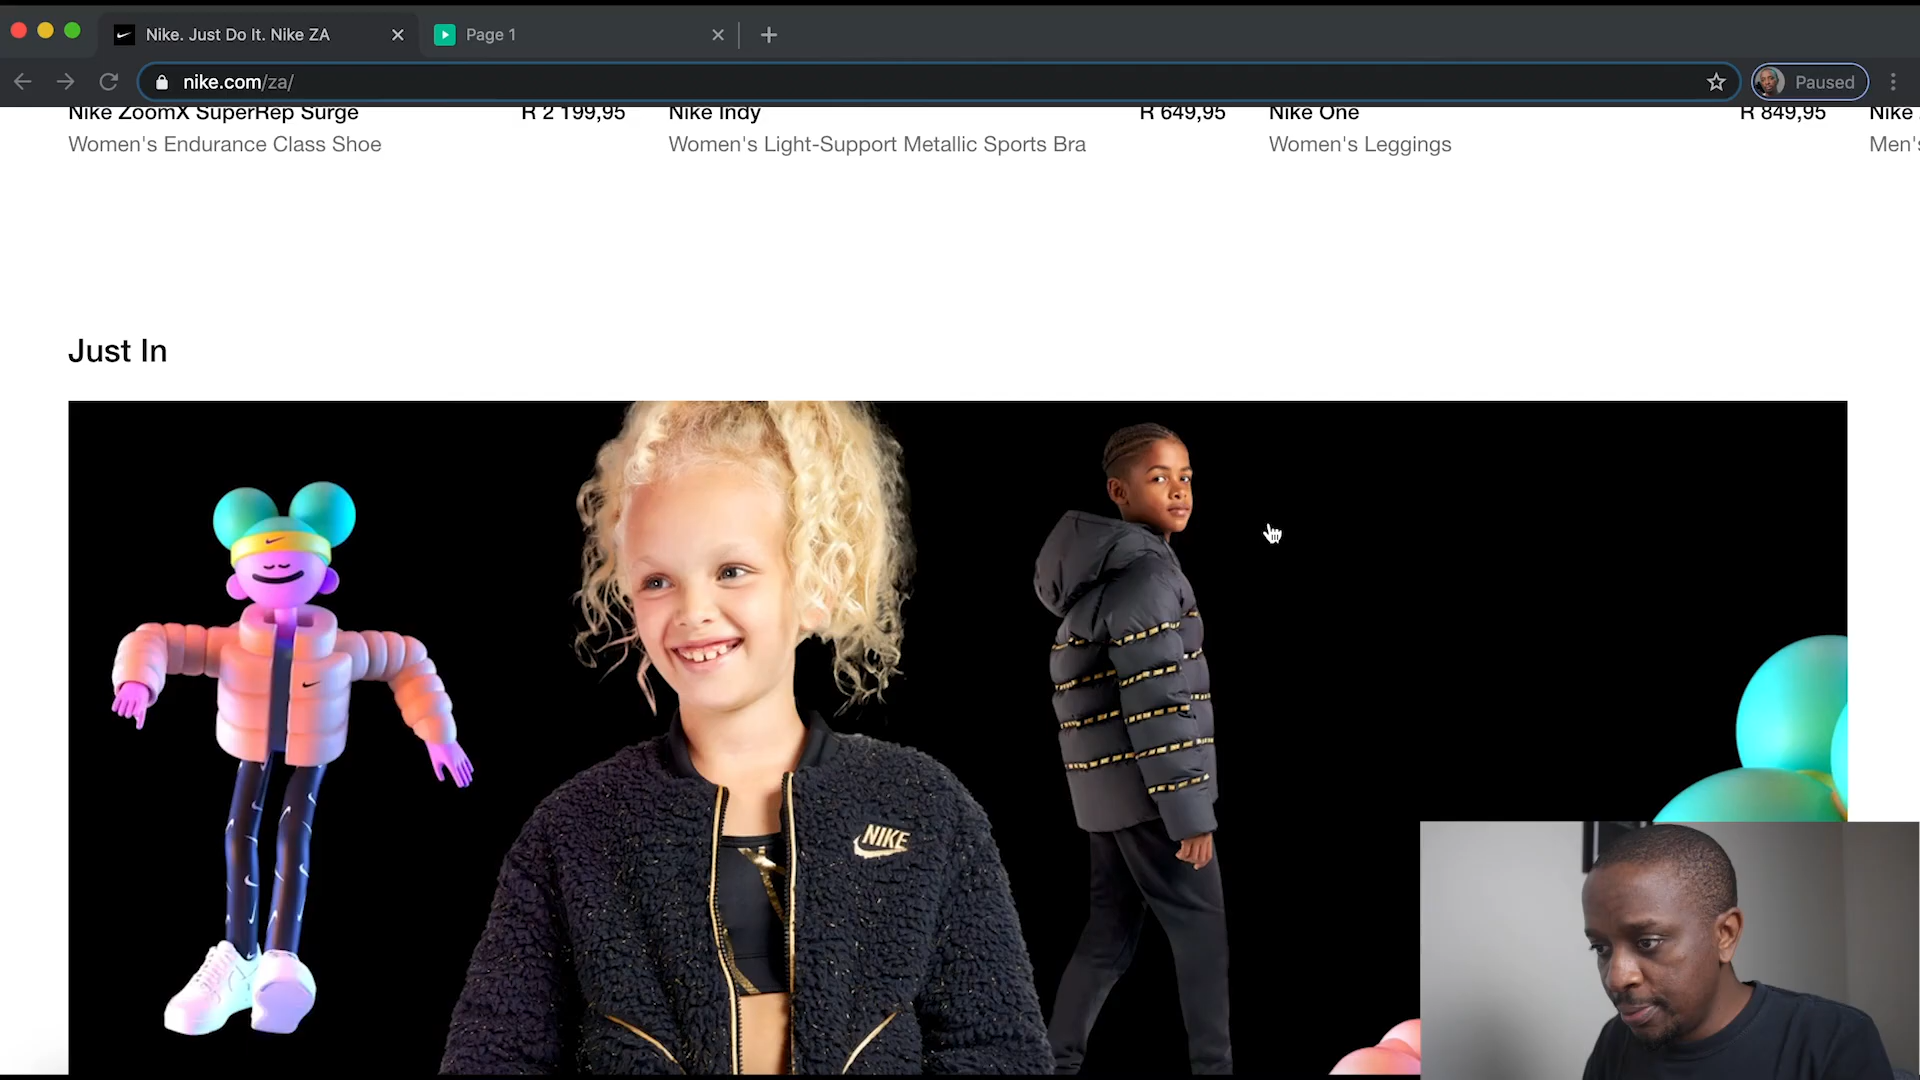 Nike. Just Do It. Nike ZA
Page 1
nike.com/za/
Paused
Nike ZoomX SuperRep Surge R 2 199,95 Nike Indy R 649,95 Nike One R 849,95 Nike
Women's Endurance Class Shoe Women's Light-Support Metallic Sports Bra Women's Leggings Men's
Just In
NIKE